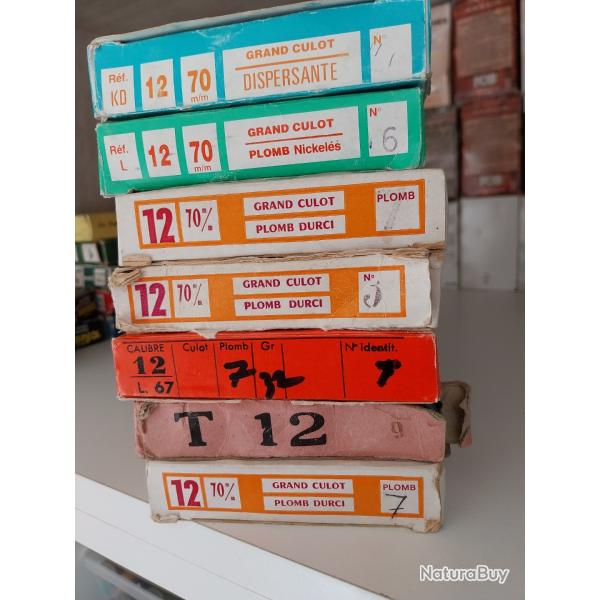 Réf. KD 12 70 m/m GRAND CULOT DISPERSANTE N°
Réf. L 12 70 m/m GRAND CULOT PLOMB Nickelés N° 6
12 70 m/m GRAND CULOT PLOMB DURCI PLOMB
12 70 m/m GRAND CULOT PLOMB DURCI N° 5
CALIBRE Culot Plomb Gr N° identit.
12 7 32
L. 67
T 12 9
12 70 m/m GRAND CULOT PLOMB DURCI PLOMB 7
NaturaBuy